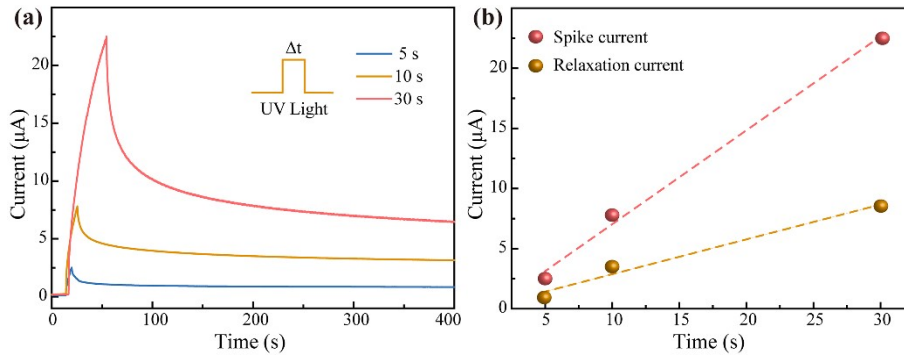 (a)
Δt
UV Light
5 s
10 s
30 s
Current (μA)
20
15
10
5
0
0 100 200 300 400
Time (s)
(b)
Spike current
Relaxation current
Current (μA)
20
15
10
5
0
5 10 15 20 25 30
Time (s)